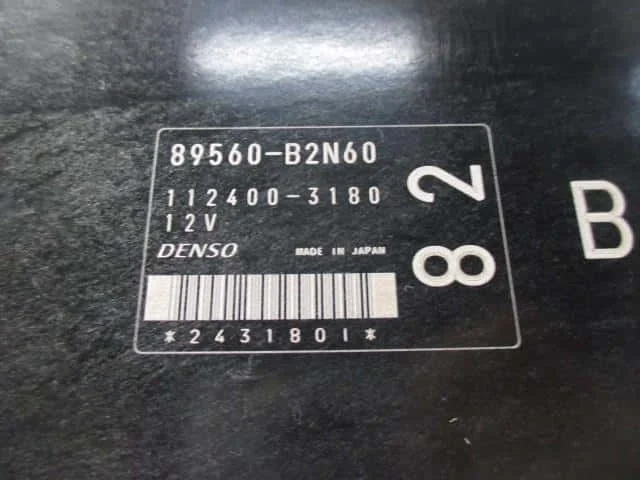 89560-B2N60
112400-3180
12V
DENSO MADE IN JAPAN
*2431801*
82
B